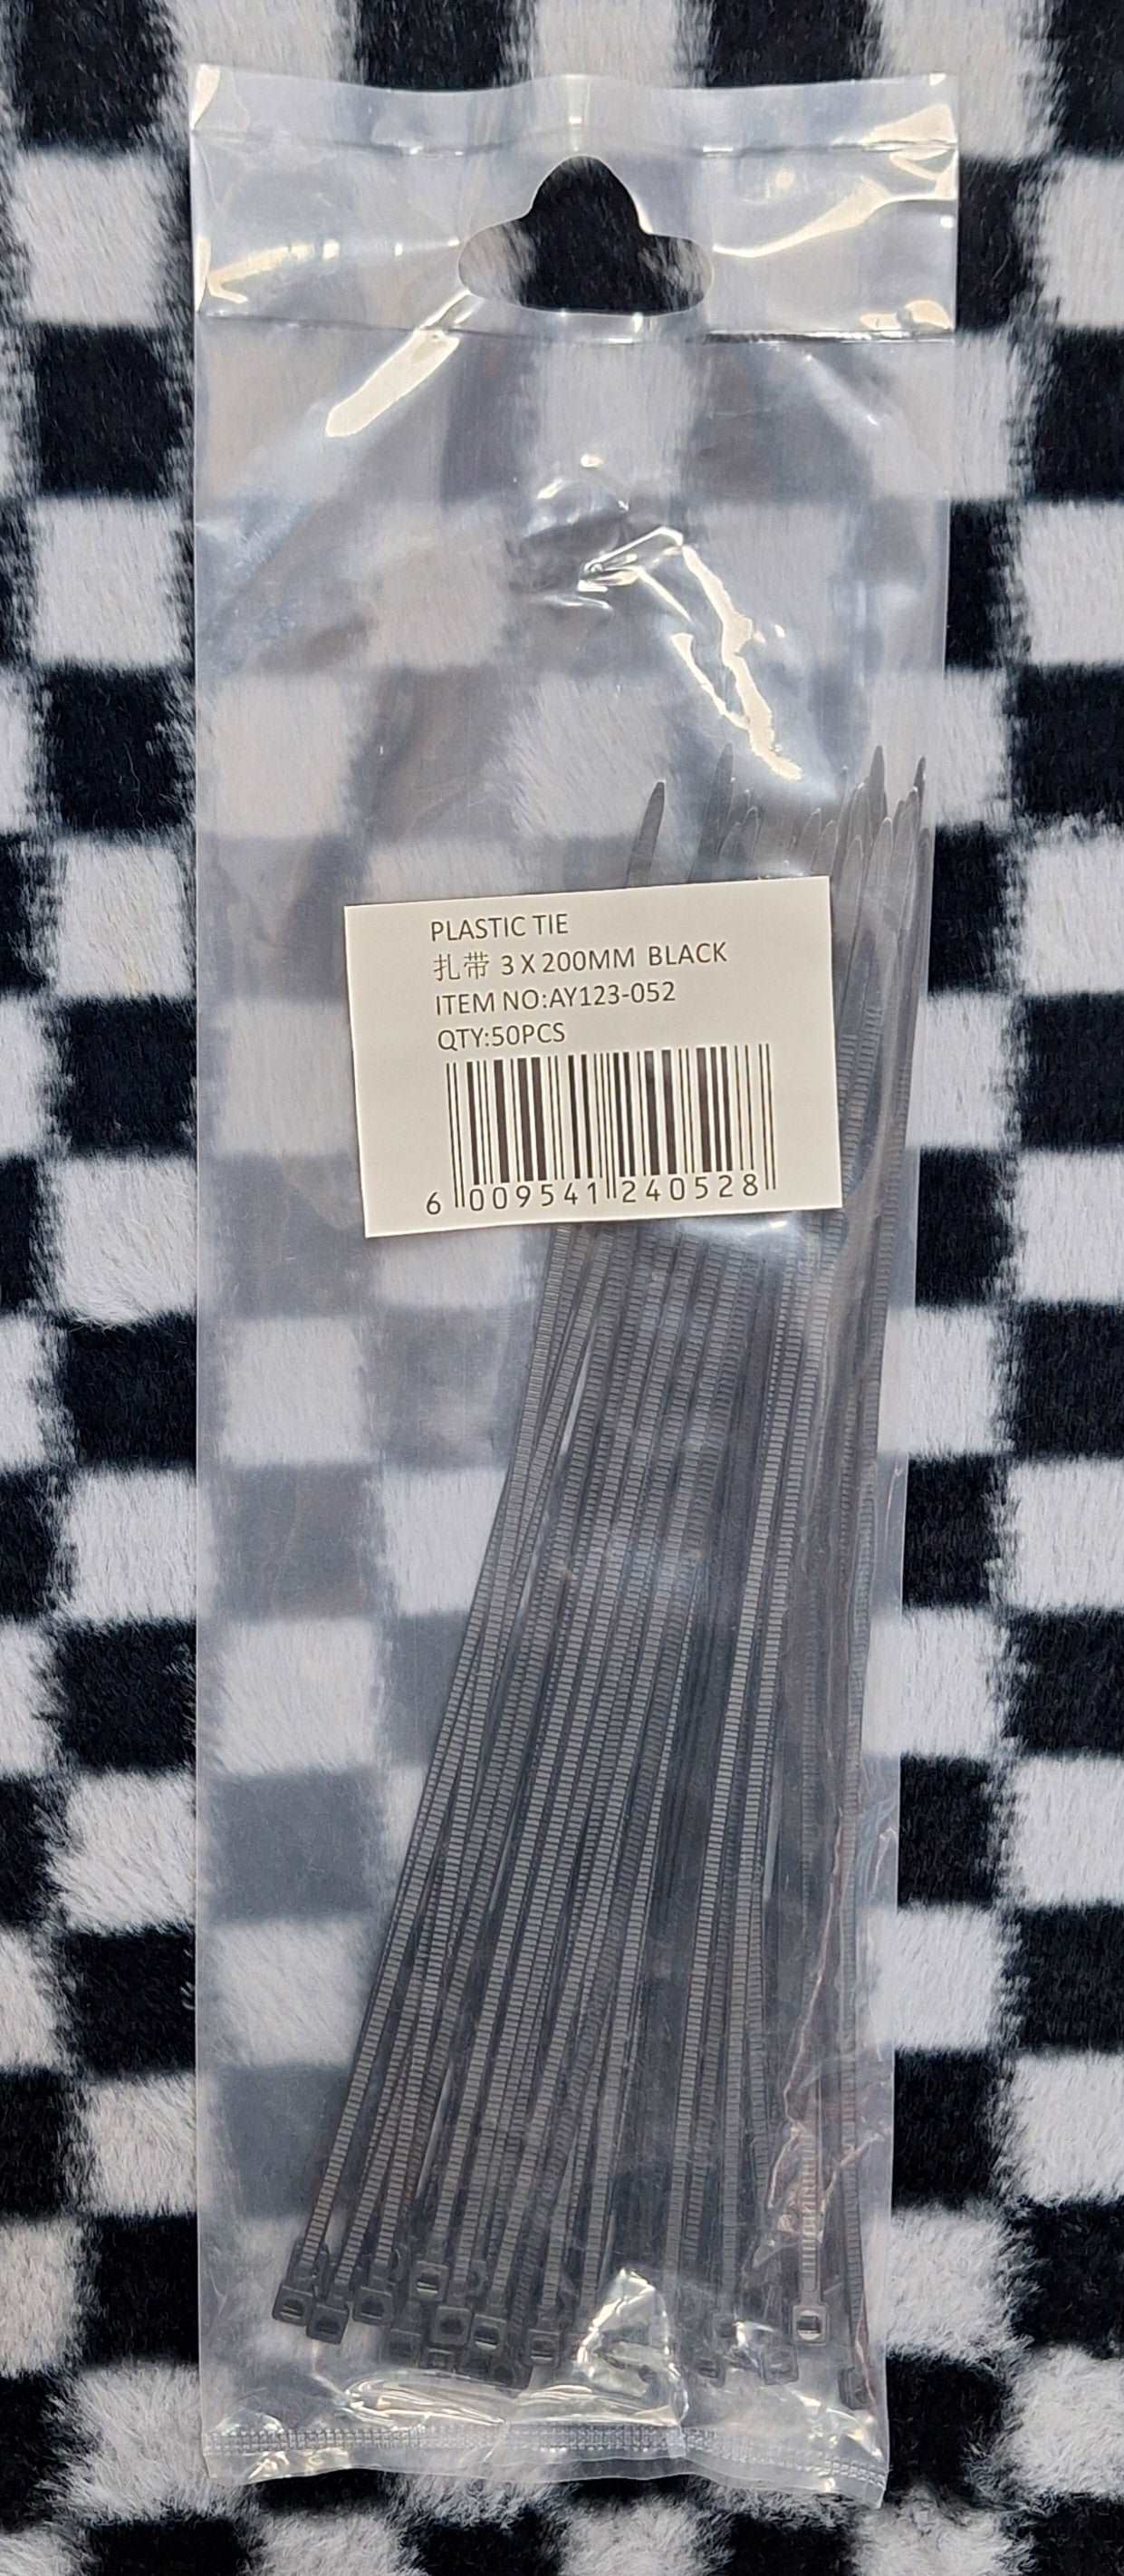 PLASTIC TIE
扎带 3 X 200MM BLACK
ITEM NO:AY123-052
QTY:50PCS
6 009541 240528